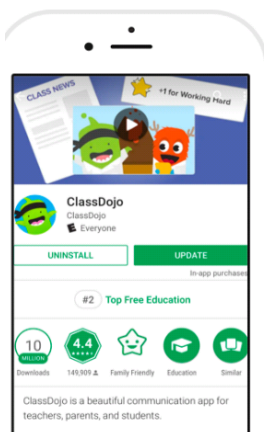 CLASS NEWS
+1 for Working Hard
ClassDojo
ClassDojo
E Everyone
UNINSTALL
UPDATE
In-app purchases
#2 Top Free Education
10
MILLION
4.4
Downloads
149,909
Family Friendly
Education
Similar
ClassDojo is a beautiful communication app for
teachers, parents, and students.